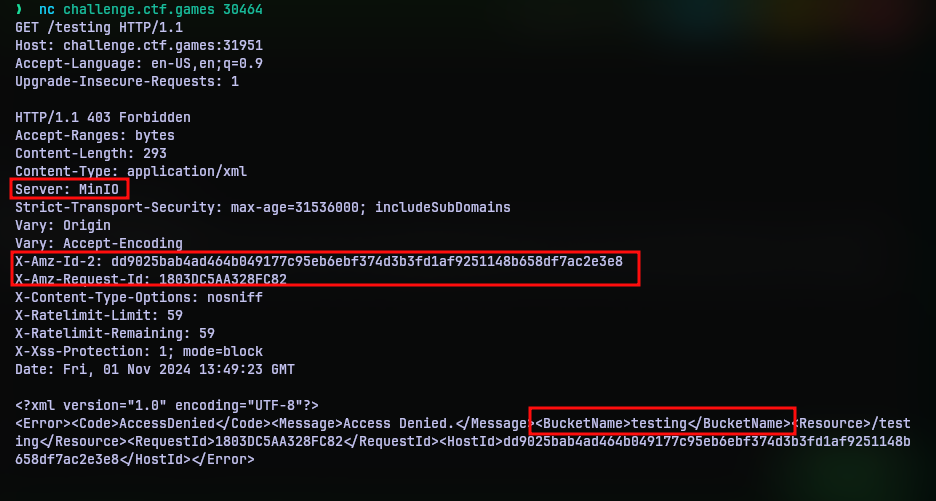 ❯ nc challenge.ctf.games 30464
GET /testing HTTP/1.1
Host: challenge.ctf.games:31951
Accept-Language: en-US,en;q=0.9
Upgrade-Insecure-Requests: 1
HTTP/1.1 403 Forbidden
Accept-Ranges: bytes
Content-Length: 293
Content-Type: application/xml
Server: MinIO
Strict-Transport-Security: max-age=31536000; includeSubDomains
Vary: Origin
Vary: Accept-Encoding
X-Amz-Id-2: dd9025bab4ad464b049177c95eb6ebf374d3b3fd1af9251148b658df7ac2e3e8
X-Amz-Request-Id: 1803DC5AA328FC82
X-Content-Type-Options: nosniff
X-Ratelimit-Limit: 59
X-Ratelimit-Remaining: 59
X-Xss-Protection: 1; mode=block
Date: Fri, 01 Nov 2024 13:49:23 GMT
<?xml version="1.0" encoding="UTF-8"?>
<Error><Code>AccessDenied</Code><Message>Access Denied.</Message><BucketName>testing</BucketName><Resource>/test
ing</Resource><RequestId>1803DC5AA328FC82</RequestId><HostId>dd9025bab4ad464b049177c95eb6ebf374d3b3fd1af9251148b
658df7ac2e3e8</HostId></Error>